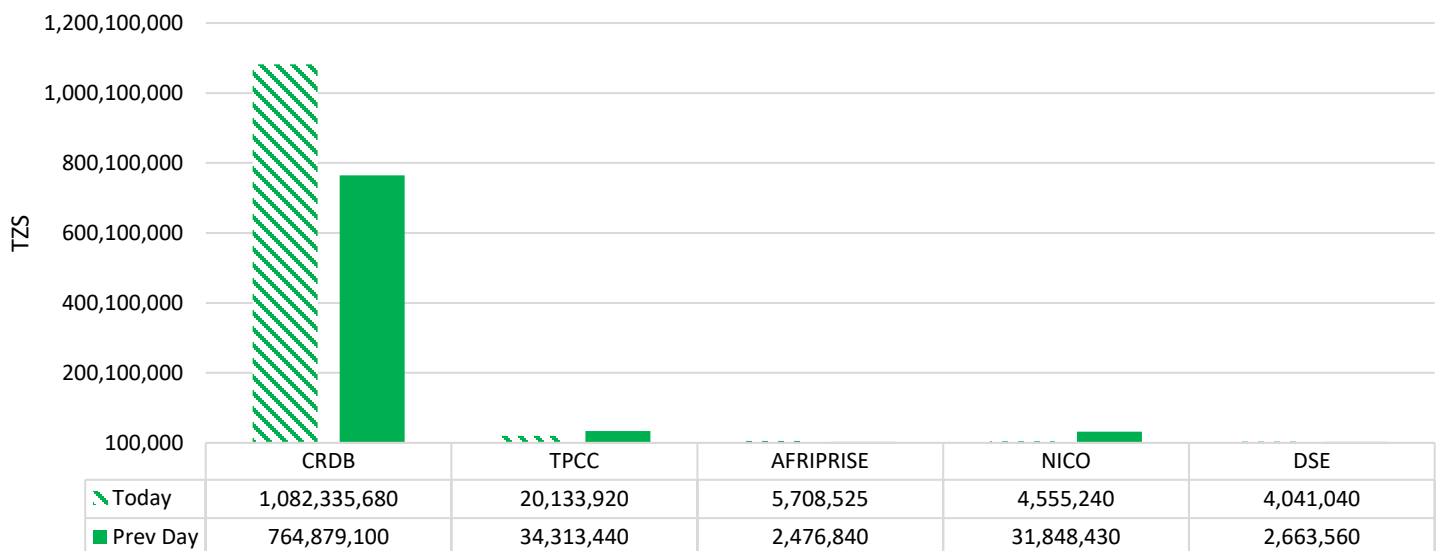 1,200,100,000
1,000,100,000
800,100,000
600,100,000
400,100,000
200,100,000
100,000
TZS
CRDB TPCC AFRIPRISE NICO DSE
Today 1,082,335,680 20,133,920 5,708,525 4,555,240 4,041,040
Prev Day 764,879,100 34,313,440 2,476,840 31,848,430 2,663,560